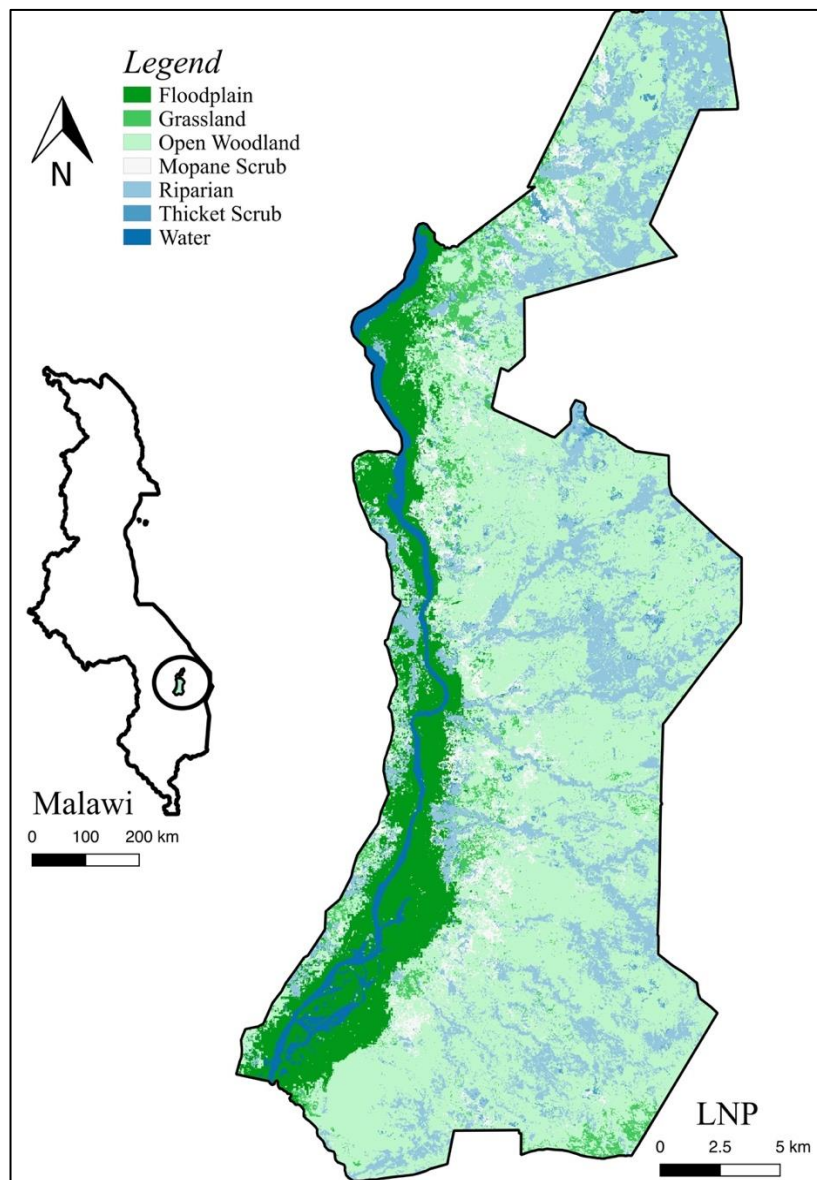 Legend
Floodplain
Grassland
Open Woodland
Mopane Scrub
Riparian
Thicket Scrub
Water
N
Malawi
0 100 200 km
LNP
0 2.5 5 km